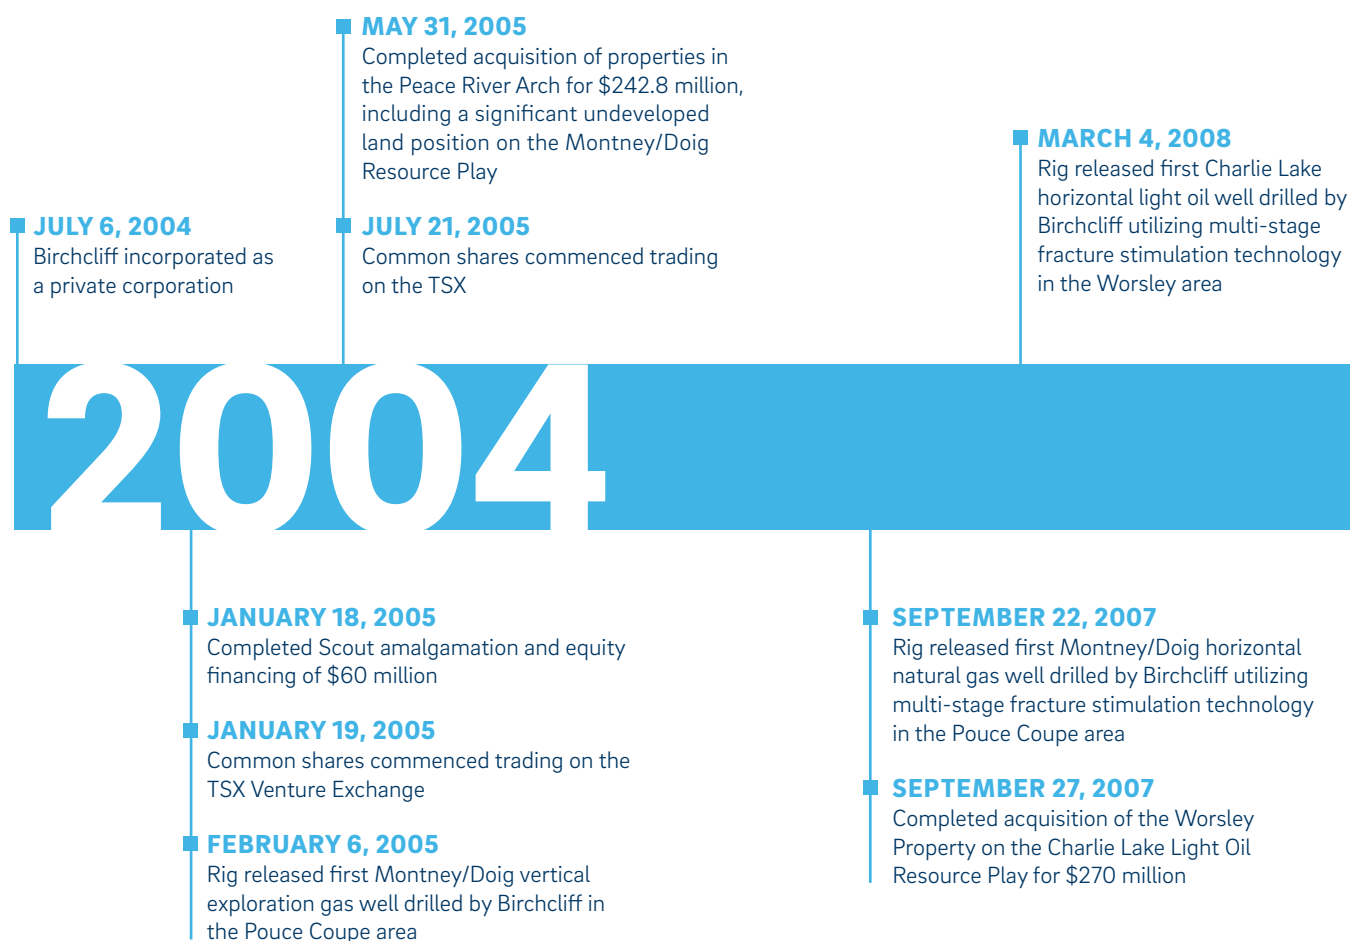 MAY 31, 2005
Completed acquisition of properties in
the Peace River Arch for $242.8 million,
including a significant undeveloped
land position on the Montney/Doig
Resource Play
MARCH 4, 2008
Rig released first Charlie Lake
horizontal light oil well drilled by
Birchcliff utilizing multi-stage
fracture stimulation technology
in the Worsley area
JULY 6, 2004
Birchcliff incorporated as
a private corporation
JULY 21, 2005
Common shares commenced trading
on the TSX
2004
JANUARY 18, 2005
Completed Scout amalgamation and equity
financing of $60 million
JANUARY 19, 2005
Common shares commenced trading on the
TSX Venture Exchange
FEBRUARY 6, 2005
Rig released first Montney/Doig vertical
exploration gas well drilled by Birchcliff in
the Pouce Coupe area
SEPTEMBER 22, 2007
Rig released first Montney/Doig horizontal
natural gas well drilled by Birchcliff utilizing
multi-stage fracture stimulation technology
in the Pouce Coupe area
SEPTEMBER 27, 2007
Completed acquisition of the Worsley
Property on the Charlie Lake Light Oil
Resource Play for $270 million